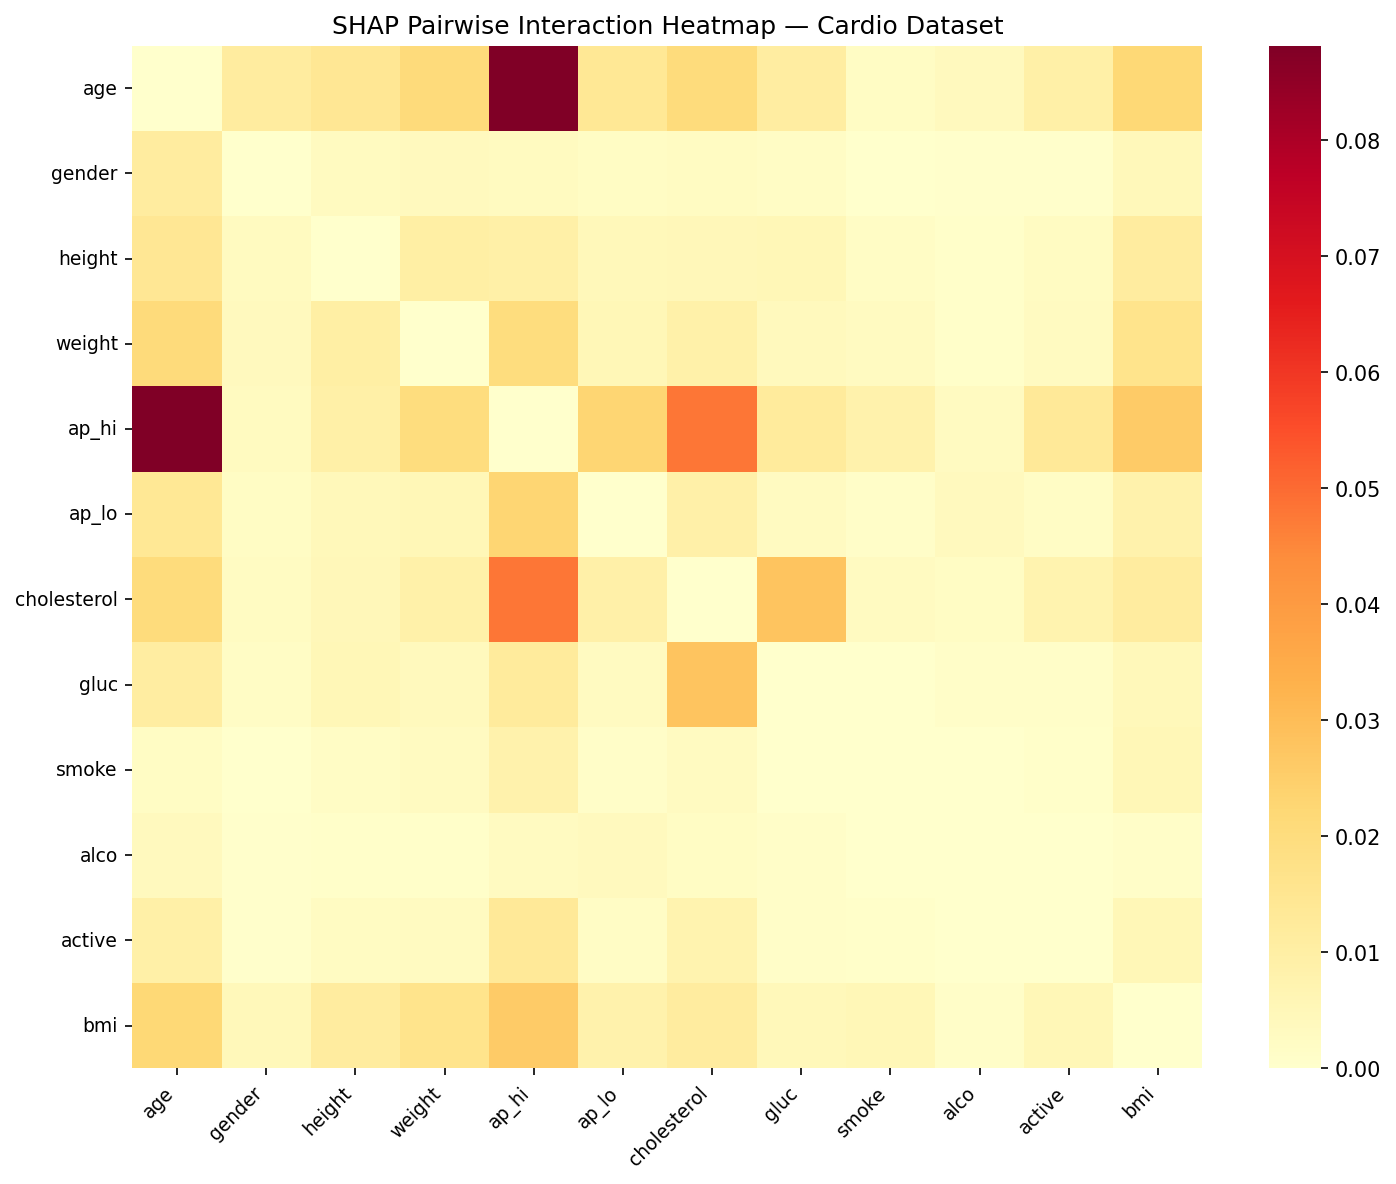 SHAP Pairwise Interaction Heatmap — Cardio Dataset
age
gender
height
weight
ap_hi
ap_lo
cholesterol
gluc
smoke
alco
active
bmi
age
gender
height
weight
ap_hi
ap_lo
cholesterol
gluc
smoke
alco
active
bmi
0.08
0.07
0.06
0.05
0.04
0.03
0.02
0.01
0.00